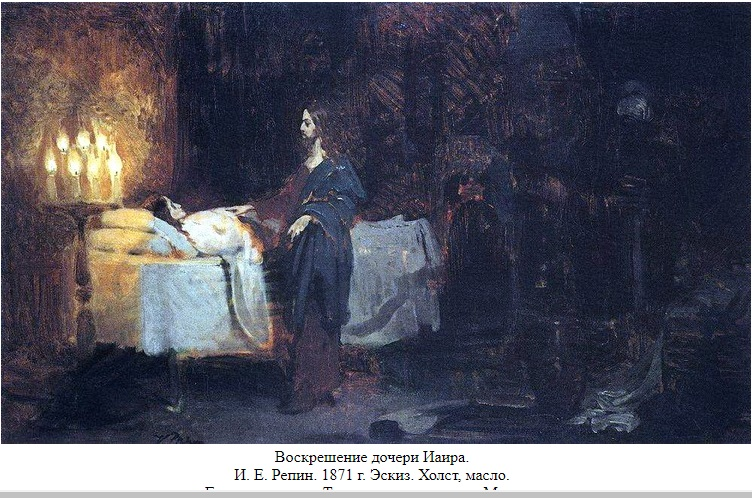 Воскрешение дочери Иаира.
И. Е. Репин. 1871 г. Эскиз. Холст, масло.